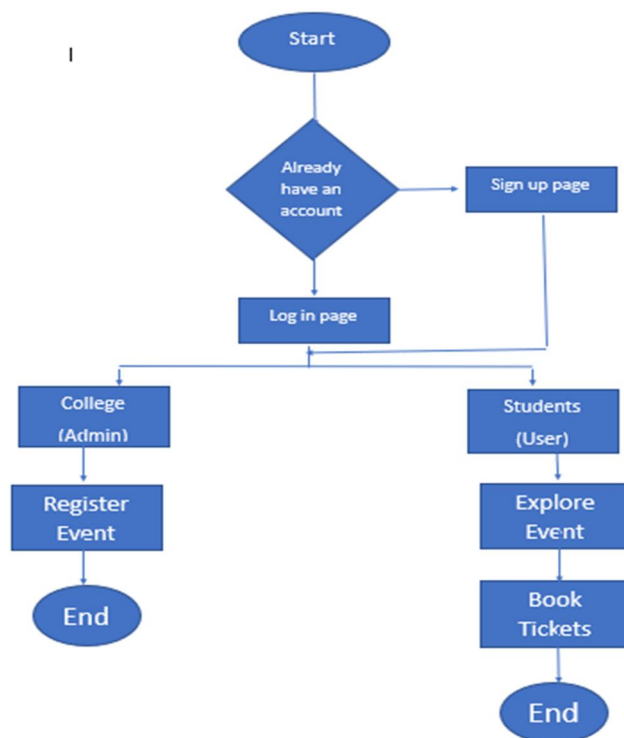 Start
I
Already
have an
account
Sign up page
Log in page
College
(Admin)
Students
(User)
Register
Event
Explore
Event
End
Book
Tickets
End